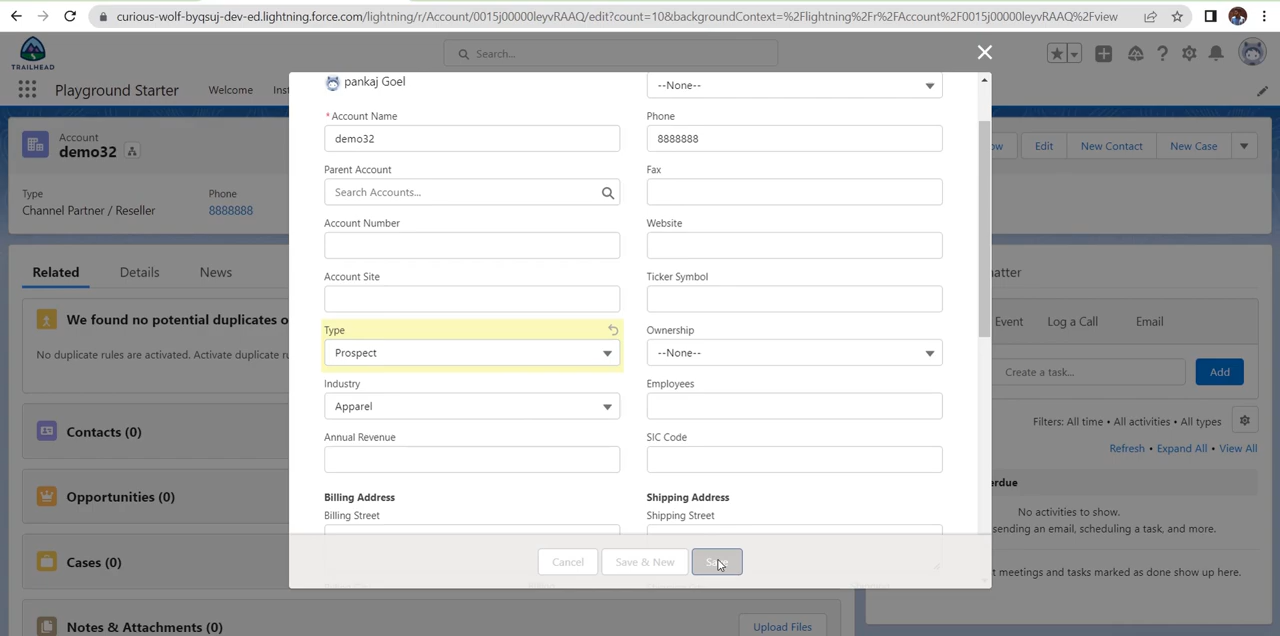 curious-wolf-byqsuj-dev-ed.lightning.force.com/lightning/r/Account/0015j00000leyvRAAQ/edit?count=10&backgroundContext=%2Flightning%2Fr%2FAccount%2F0015j00000leyvRAAQ%2Fview
TRAILHEAD
Search...
Playground Starter
Welcome
Account
demo32
Edit
New Contact
New Case
Type
Phone
Channel Partner / Reseller
8888888
Related
Details
News
We found no potential duplicates
No duplicate rules are activated. Activate duplicate
Contacts (0)
Opportunities (0)
Cases (0)
Notes & Attachments (0)
Upload Files
pankaj Goel
--None--
*Account Name
demo32
Phone
8888888
Parent Account
Search Accounts...
Fax
Account Number
Website
Account Site
Ticker Symbol
Type
Prospect
Ownership
--None--
Industry
Apparel
Employees
Annual Revenue
SIC Code
Billing Address
Billing Street
Shipping Address
Shipping Street
Cancel
Save & New
Event
Log a Call
Email
Create a task...
Add
Filters: All time • All activities • All types
Refresh • Expand All • View All
No activities to show.
sending an email, scheduling a task, and more.
meetings and tasks marked as done show up here.